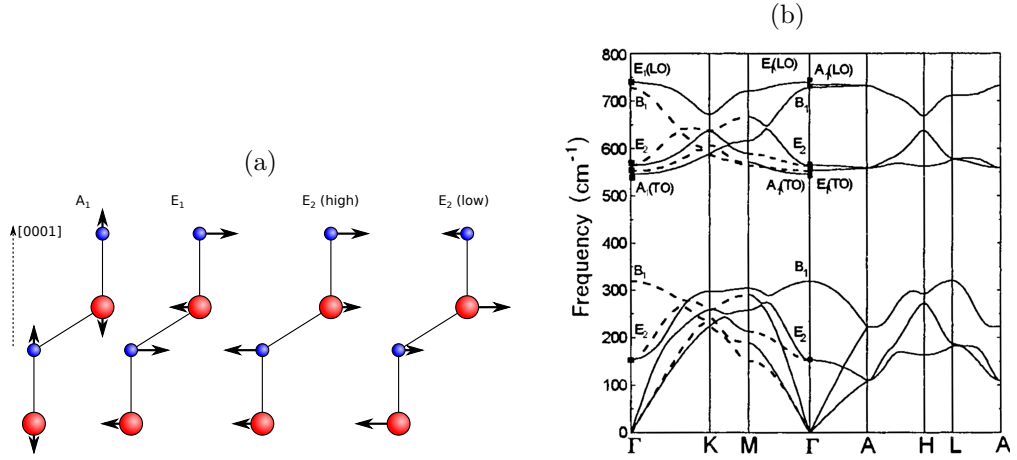 (a)
A1
E1
E2 (high)
E2 (low)
[0001]
(b)
Frequency (cm⁻¹)
800
700
600
500
400
300
200
100
0
E1(LO)
B1
E2
A1(TO)
B1
E2
E1(LO)
A1(LO)
B1
E2
A1(TO)
E1(TO)
B1
E2
Γ K M Γ A H L A